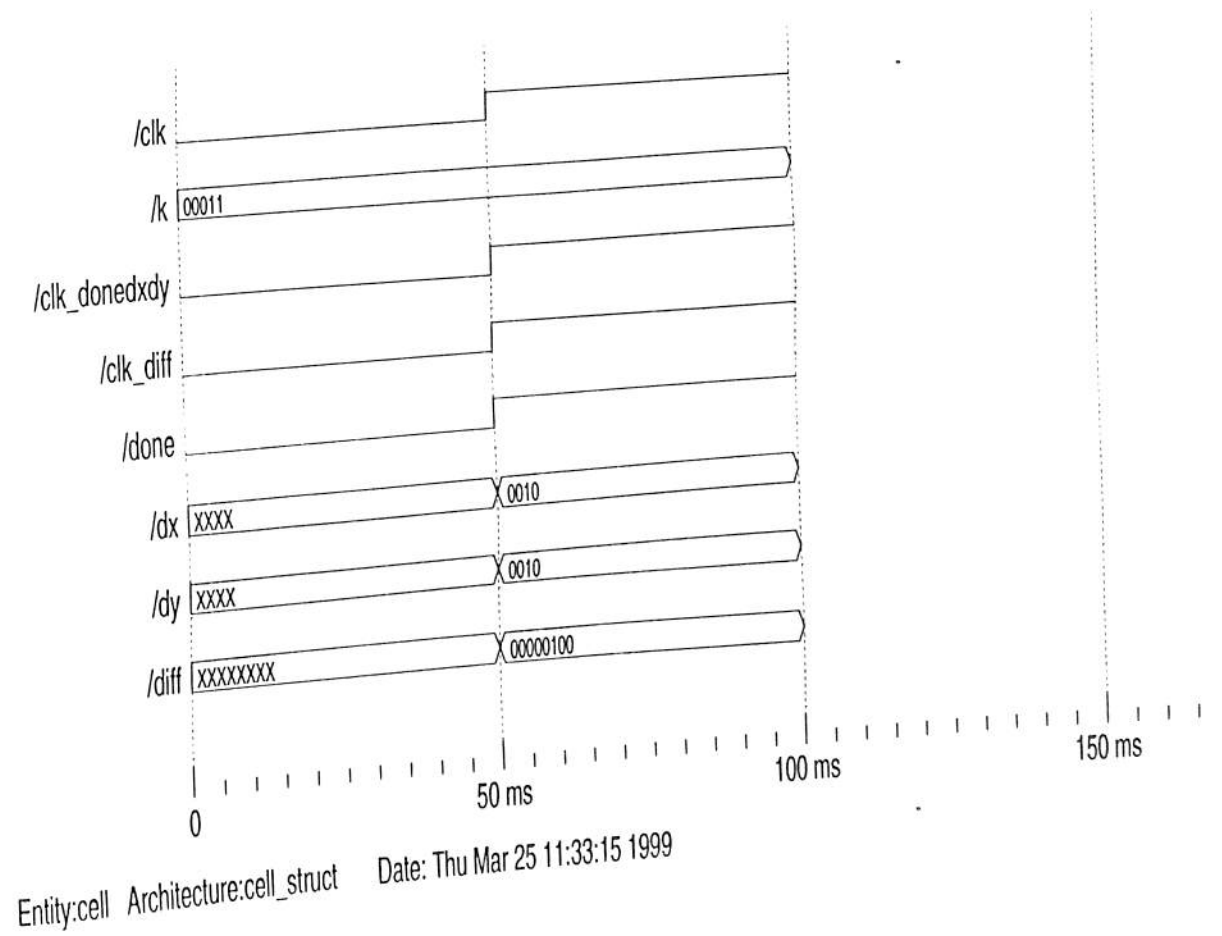 /clk
/k 00011
/clk_donedxdy
/clk_diff
/done
/dx XXXX 0010
/dy XXXX 0010
/diff XXXXXXXX 00000100
0 50 ms 100 ms 150 ms
Entity:cell Architecture:cell_struct Date: Thu Mar 25 11:33:15 1999